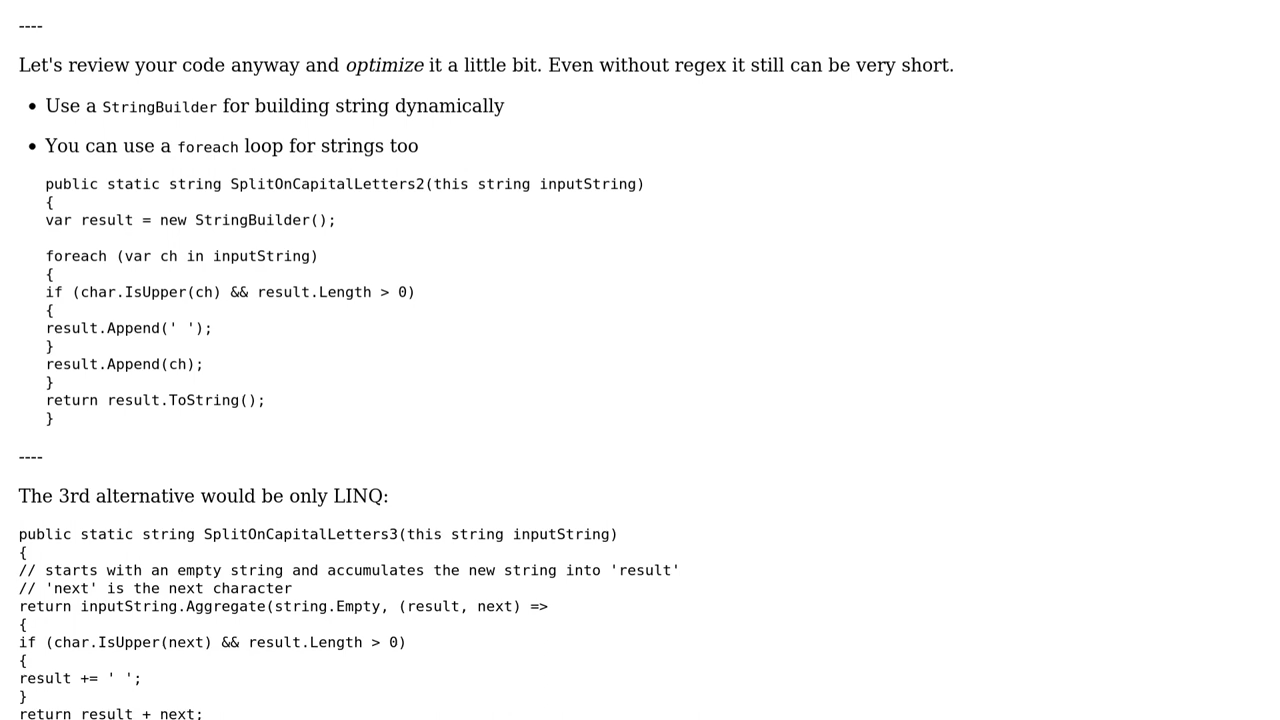 ----
Let's review your code anyway and optimize it a little bit. Even without regex it still can be very short.
• Use a StringBuilder for building string dynamically
• You can use a foreach loop for strings too
public static string SplitOnCapitalLetters2(this string inputString)
{
var result = new StringBuilder();
foreach (var ch in inputString)
{
if (char.IsUpper(ch) && result.Length > 0)
{
result.Append(' ');
}
result.Append(ch);
}
return result.ToString();
}
----
The 3rd alternative would be only LINQ:
public static string SplitOnCapitalLetters3(this string inputString)
{
// starts with an empty string and accumulates the new string into 'result'
// 'next' is the next character
return inputString.Aggregate(string.Empty, (result, next) =>
{
if (char.IsUpper(next) && result.Length > 0)
{
result += ' ';
}
return result + next;